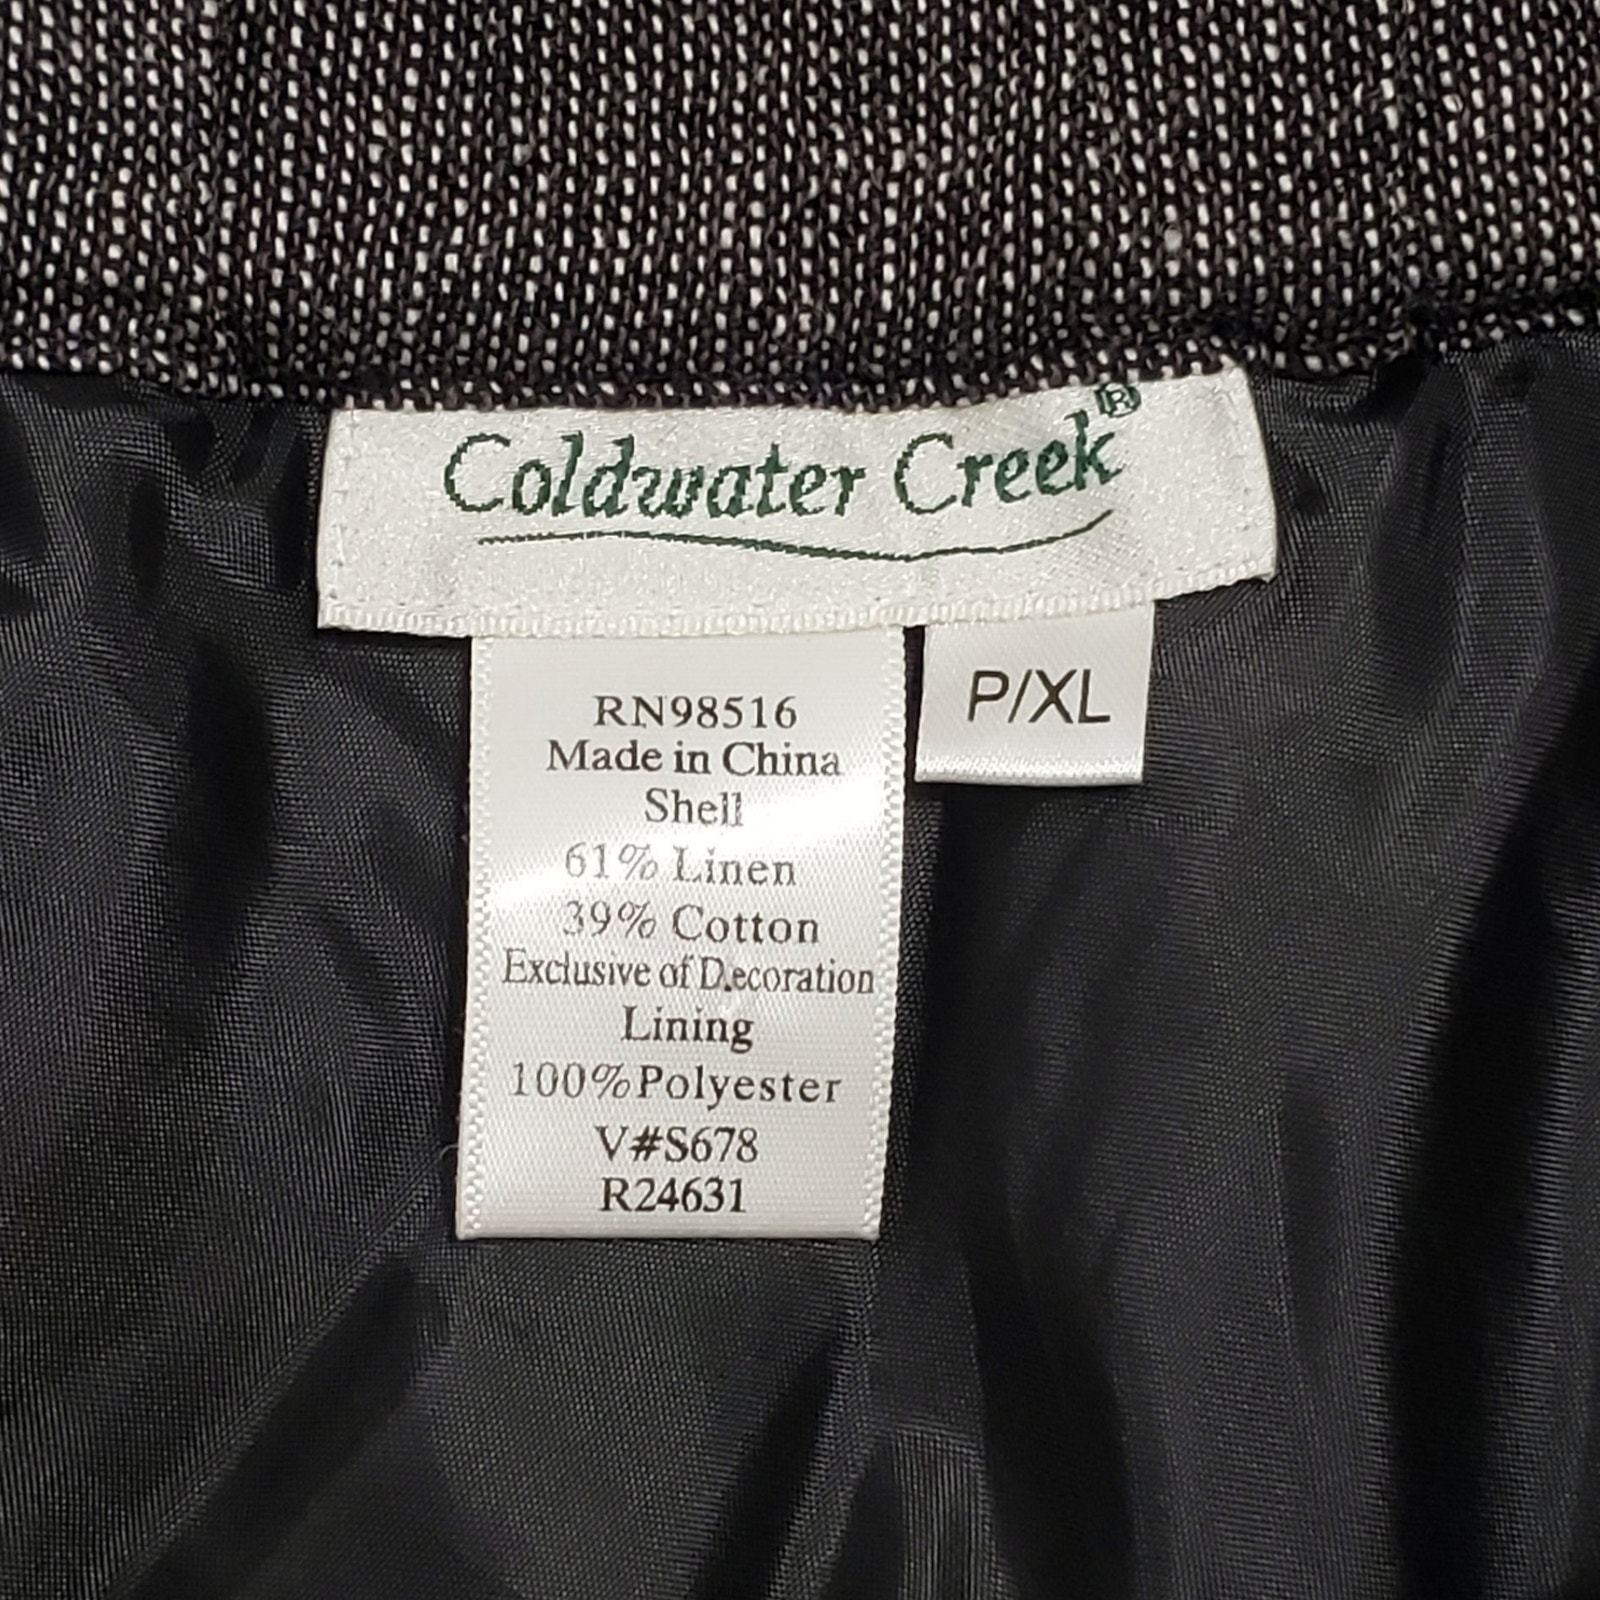 Coldwater Creek®
P/XL
RN98516
Made in China
Shell
61% Linen
39% Cotton
Exclusive of D.ecoration
Lining
100%Polyester
V#S678
R24631